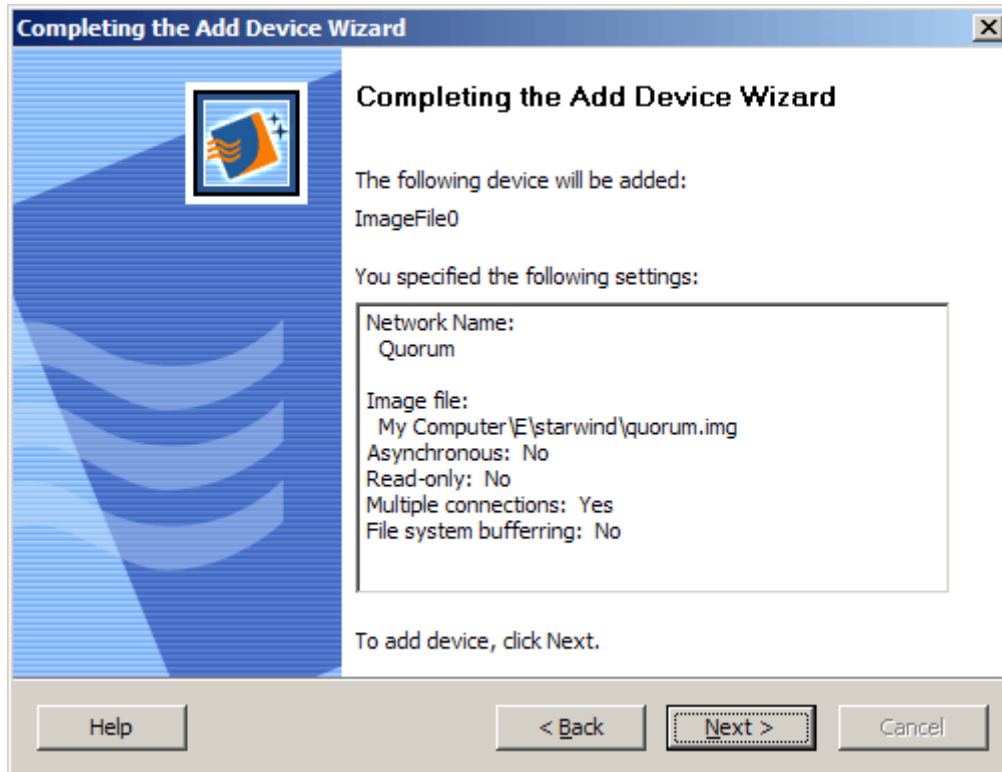 Completing the Add Device Wizard
Completing the Add Device Wizard
The following device will be added:
ImageFile0
You specified the following settings:
Network Name:
Quorum
Image file:
My Computer\E\starwind\quorum.img
Asynchronous: No
Read-only: No
Multiple connections: Yes
File system bufferring: No
To add device, click Next.
Help
< Back
Next >
Cancel